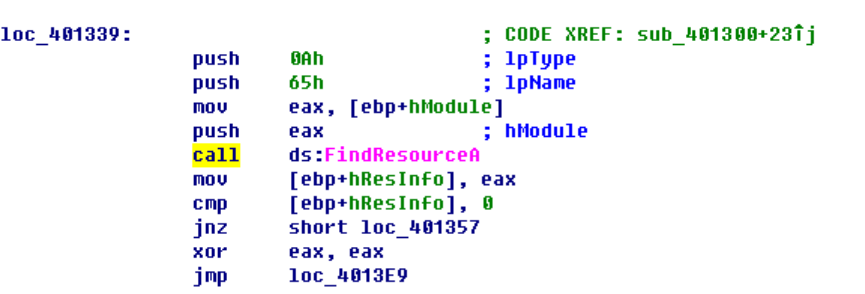 loc_401339: ; CODE XREF: sub_401300+23↑j
push 0Ah ; lpType
push 65h ; lpName
mov eax, [ebp+hModule]
push eax ; hModule
call ds:FindResourceA
mov [ebp+hResInfo], eax
cmp [ebp+hResInfo], 0
jnz short loc_401357
xor eax, eax
jmp loc_4013E9